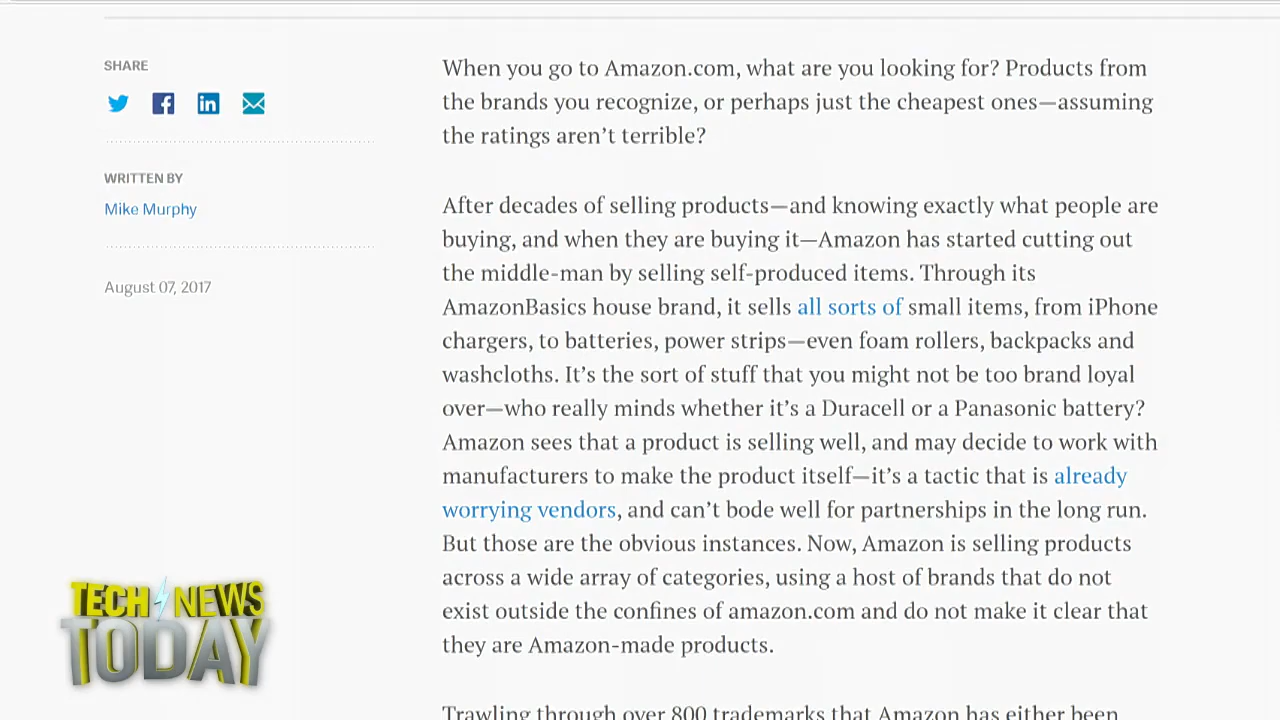 SHARE
WRITTEN BY
Mike Murphy
August 07, 2017
When you go to Amazon.com, what are you looking for? Products from
the brands you recognize, or perhaps just the cheapest ones—assuming
the ratings aren’t terrible?
After decades of selling products—and knowing exactly what people are
buying, and when they are buying it—Amazon has started cutting out
the middle-man by selling self-produced items. Through its
AmazonBasics house brand, it sells all sorts of small items, from iPhone
chargers, to batteries, power strips—even foam rollers, backpacks and
washcloths. It’s the sort of stuff that you might not be too brand loyal
over—who really minds whether it’s a Duracell or a Panasonic battery?
Amazon sees that a product is selling well, and may decide to work with
manufacturers to make the product itself—it’s a tactic that is already
worrying vendors, and can’t bode well for partnerships in the long run.
But those are the obvious instances. Now, Amazon is selling products
across a wide array of categories, using a host of brands that do not
exist outside the confines of amazon.com and do not make it clear that
they are Amazon-made products.
Trawling through over 800 trademarks that Amazon has either been
TECH NEWS
TODAY